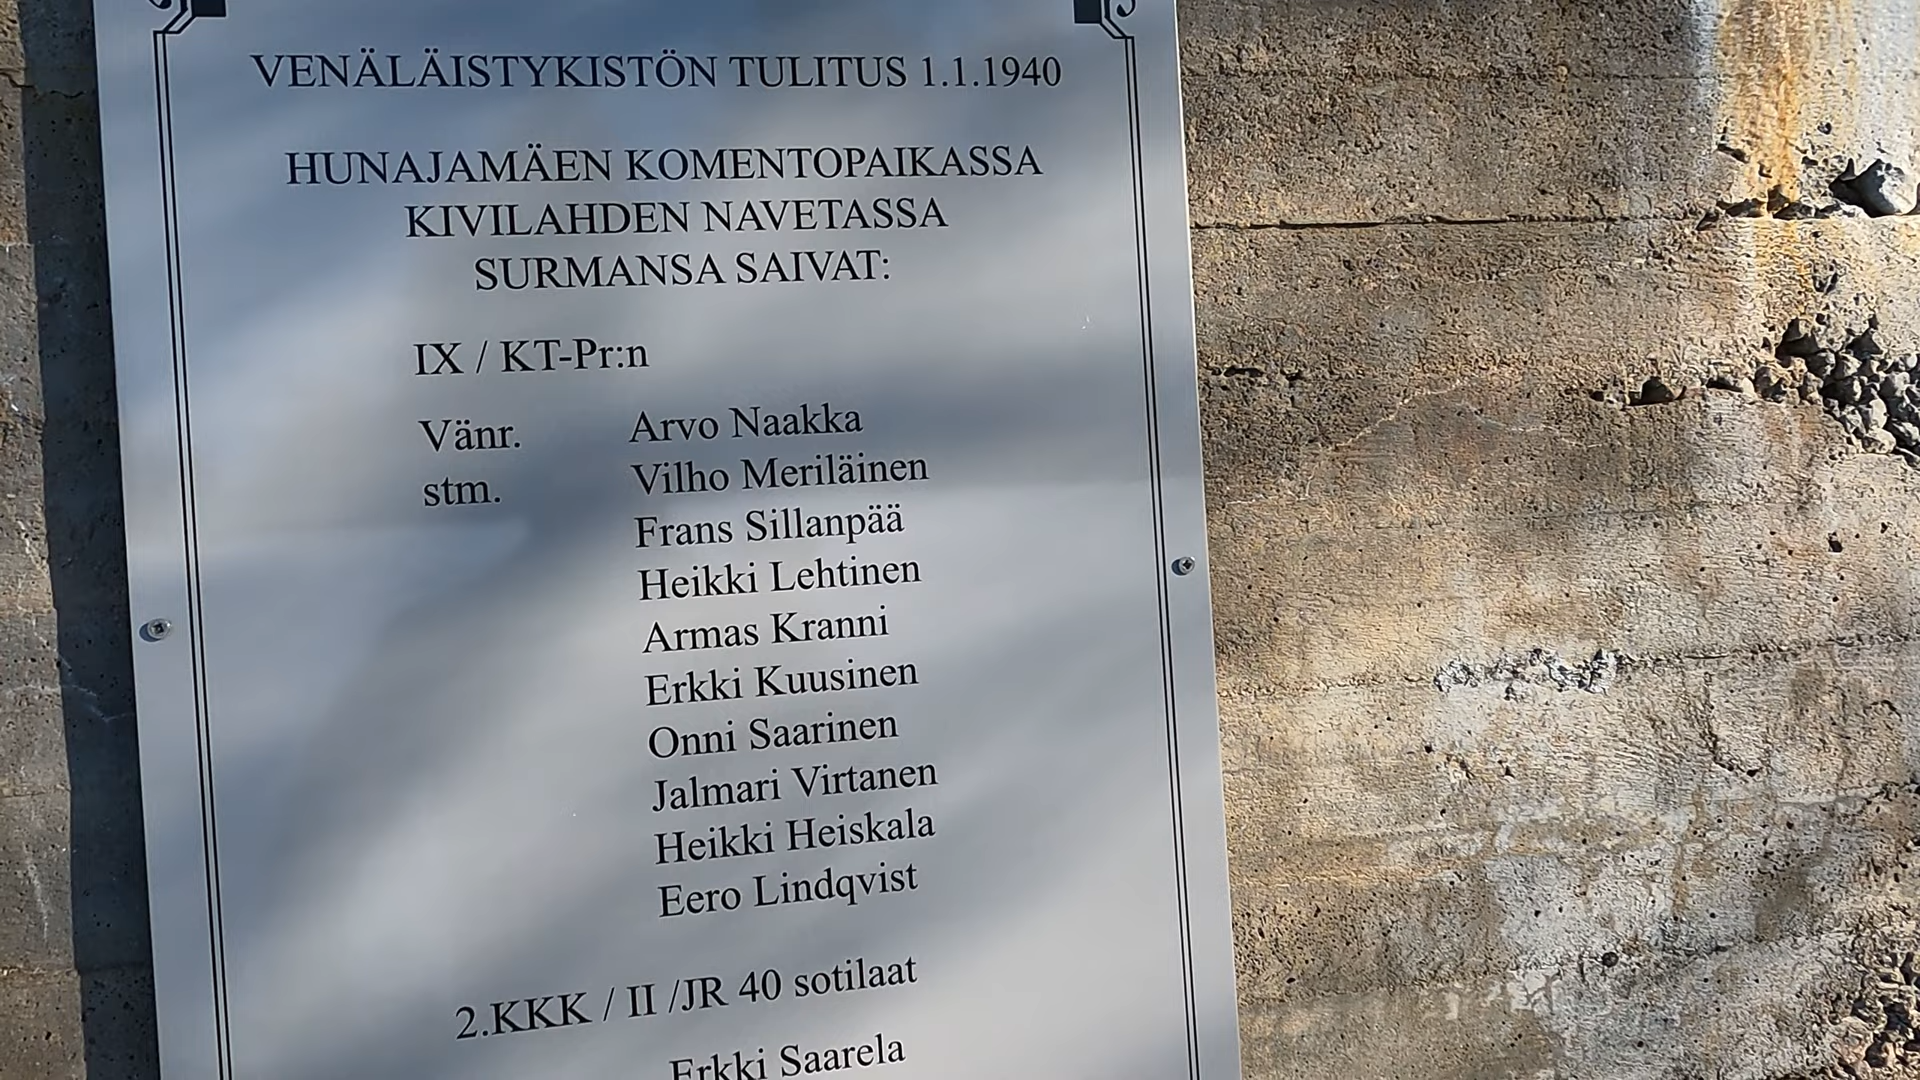 VENÄLÄISTYKISTÖN TULITUS 1.1.1940
HUNAJAMÄEN KOMENTOPAIKASSA
KIVILAHDEN NAVETASSA
SURMANSA SAIVAT:
IX / KT-Pr:n
Vänr. Arvo Naakka
stm. Vilho Meriläinen
Frans Sillanpää
Heikki Lehtinen
Armas Kranni
Erkki Kuusinen
Onni Saarinen
Jalmari Virtanen
Heikki Heiskala
Eero Lindqvist
2.KKK / II /JR 40 sotilaat
Erkki Saarela